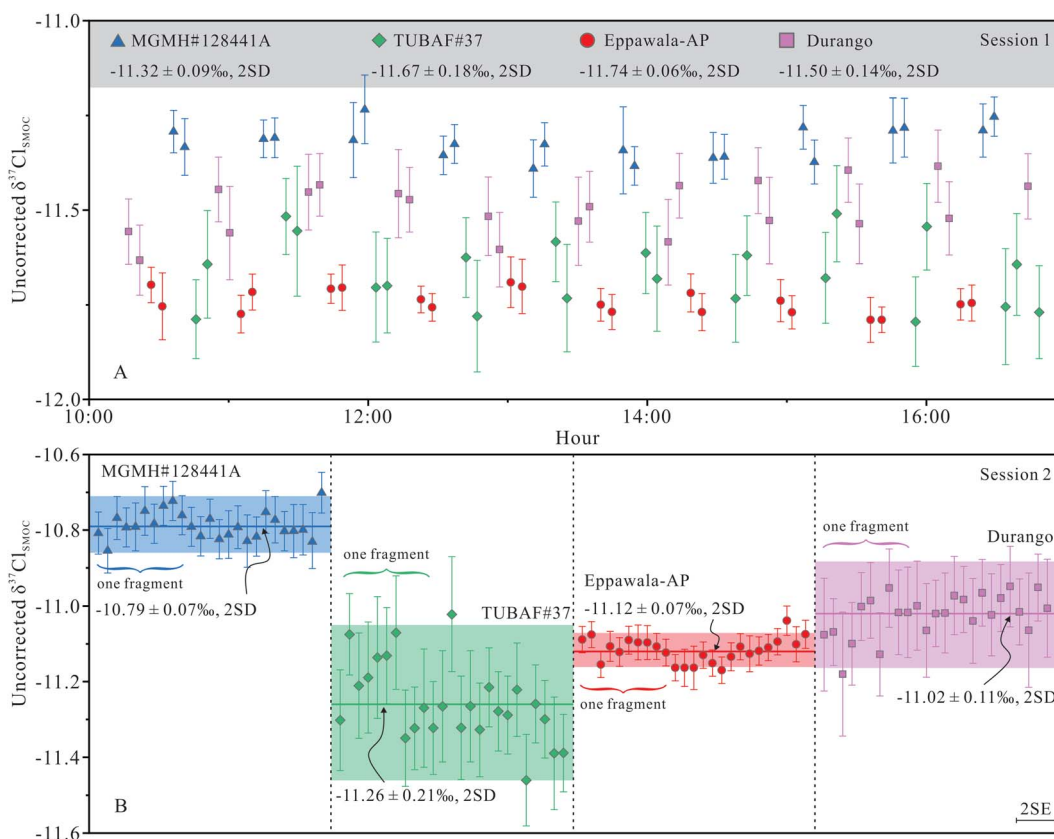 MGMH#128441A TUBAF#37 Eppawala-AP Durango Session 1
-11.32 ± 0.09‰, 2SD -11.67 ± 0.18‰, 2SD -11.74 ± 0.06‰, 2SD -11.50 ± 0.14‰, 2SD
Uncorrected δ³⁷Cl_SMOC
-11.0
-11.5
-12.0
A
10:00 12:00 14:00 16:00
Hour
Uncorrected δ³⁷Cl_SMOC
-10.6
-10.8
-11.0
-11.2
-11.4
-11.6
MGMH#128441A
one fragment
-10.79 ± 0.07‰, 2SD
one fragment
TUBAF#37
-11.26 ± 0.21‰, 2SD
Eppawala-AP
-11.12 ± 0.07‰, 2SD
one fragment
Session 2
Durango
one fragment
-11.02 ± 0.11‰, 2SD
B
2SE